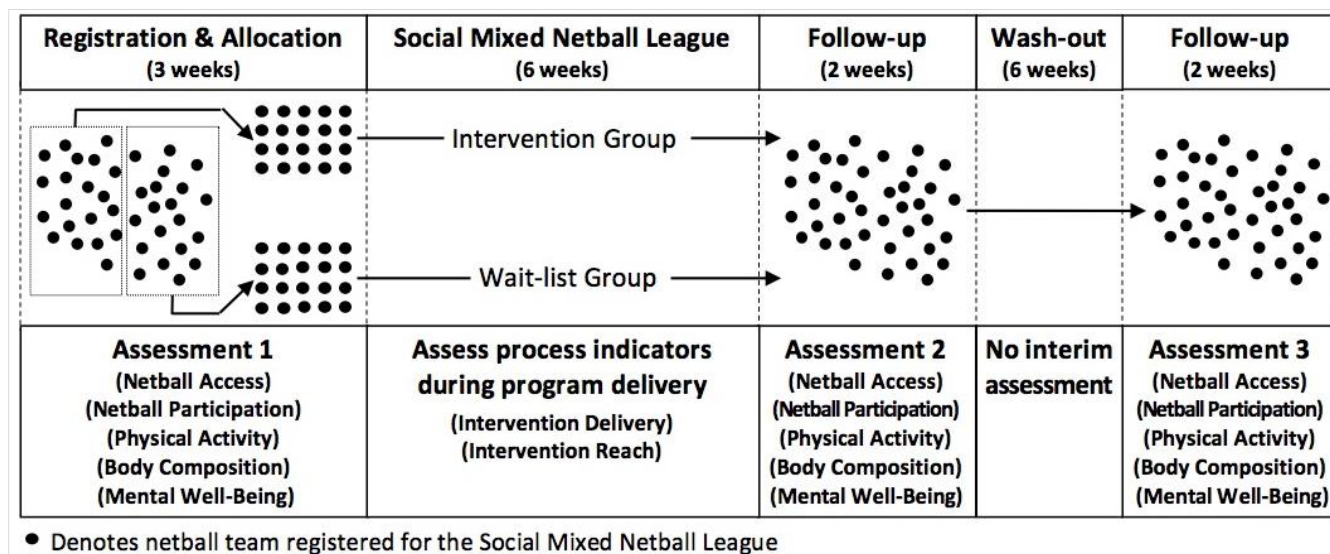 Registration & Allocation
(3 weeks)
Social Mixed Netball League
(6 weeks)
Follow-up
(2 weeks)
Wash-out
(6 weeks)
Follow-up
(2 weeks)
Intervention Group
Wait-list Group
Assessment 1
(Netball Access)
(Netball Participation)
(Physical Activity)
(Body Composition)
(Mental Well-Being)
Assess process indicators
during program delivery
(Intervention Delivery)
(Intervention Reach)
Assessment 2
(Netball Access)
(Netball Participation)
(Physical Activity)
(Body Composition)
(Mental Well-Being)
No interim
assessment
Assessment 3
(Netball Access)
(Netball Participation)
(Physical Activity)
(Body Composition)
(Mental Well-Being)
● Denotes netball team registered for the Social Mixed Netball League